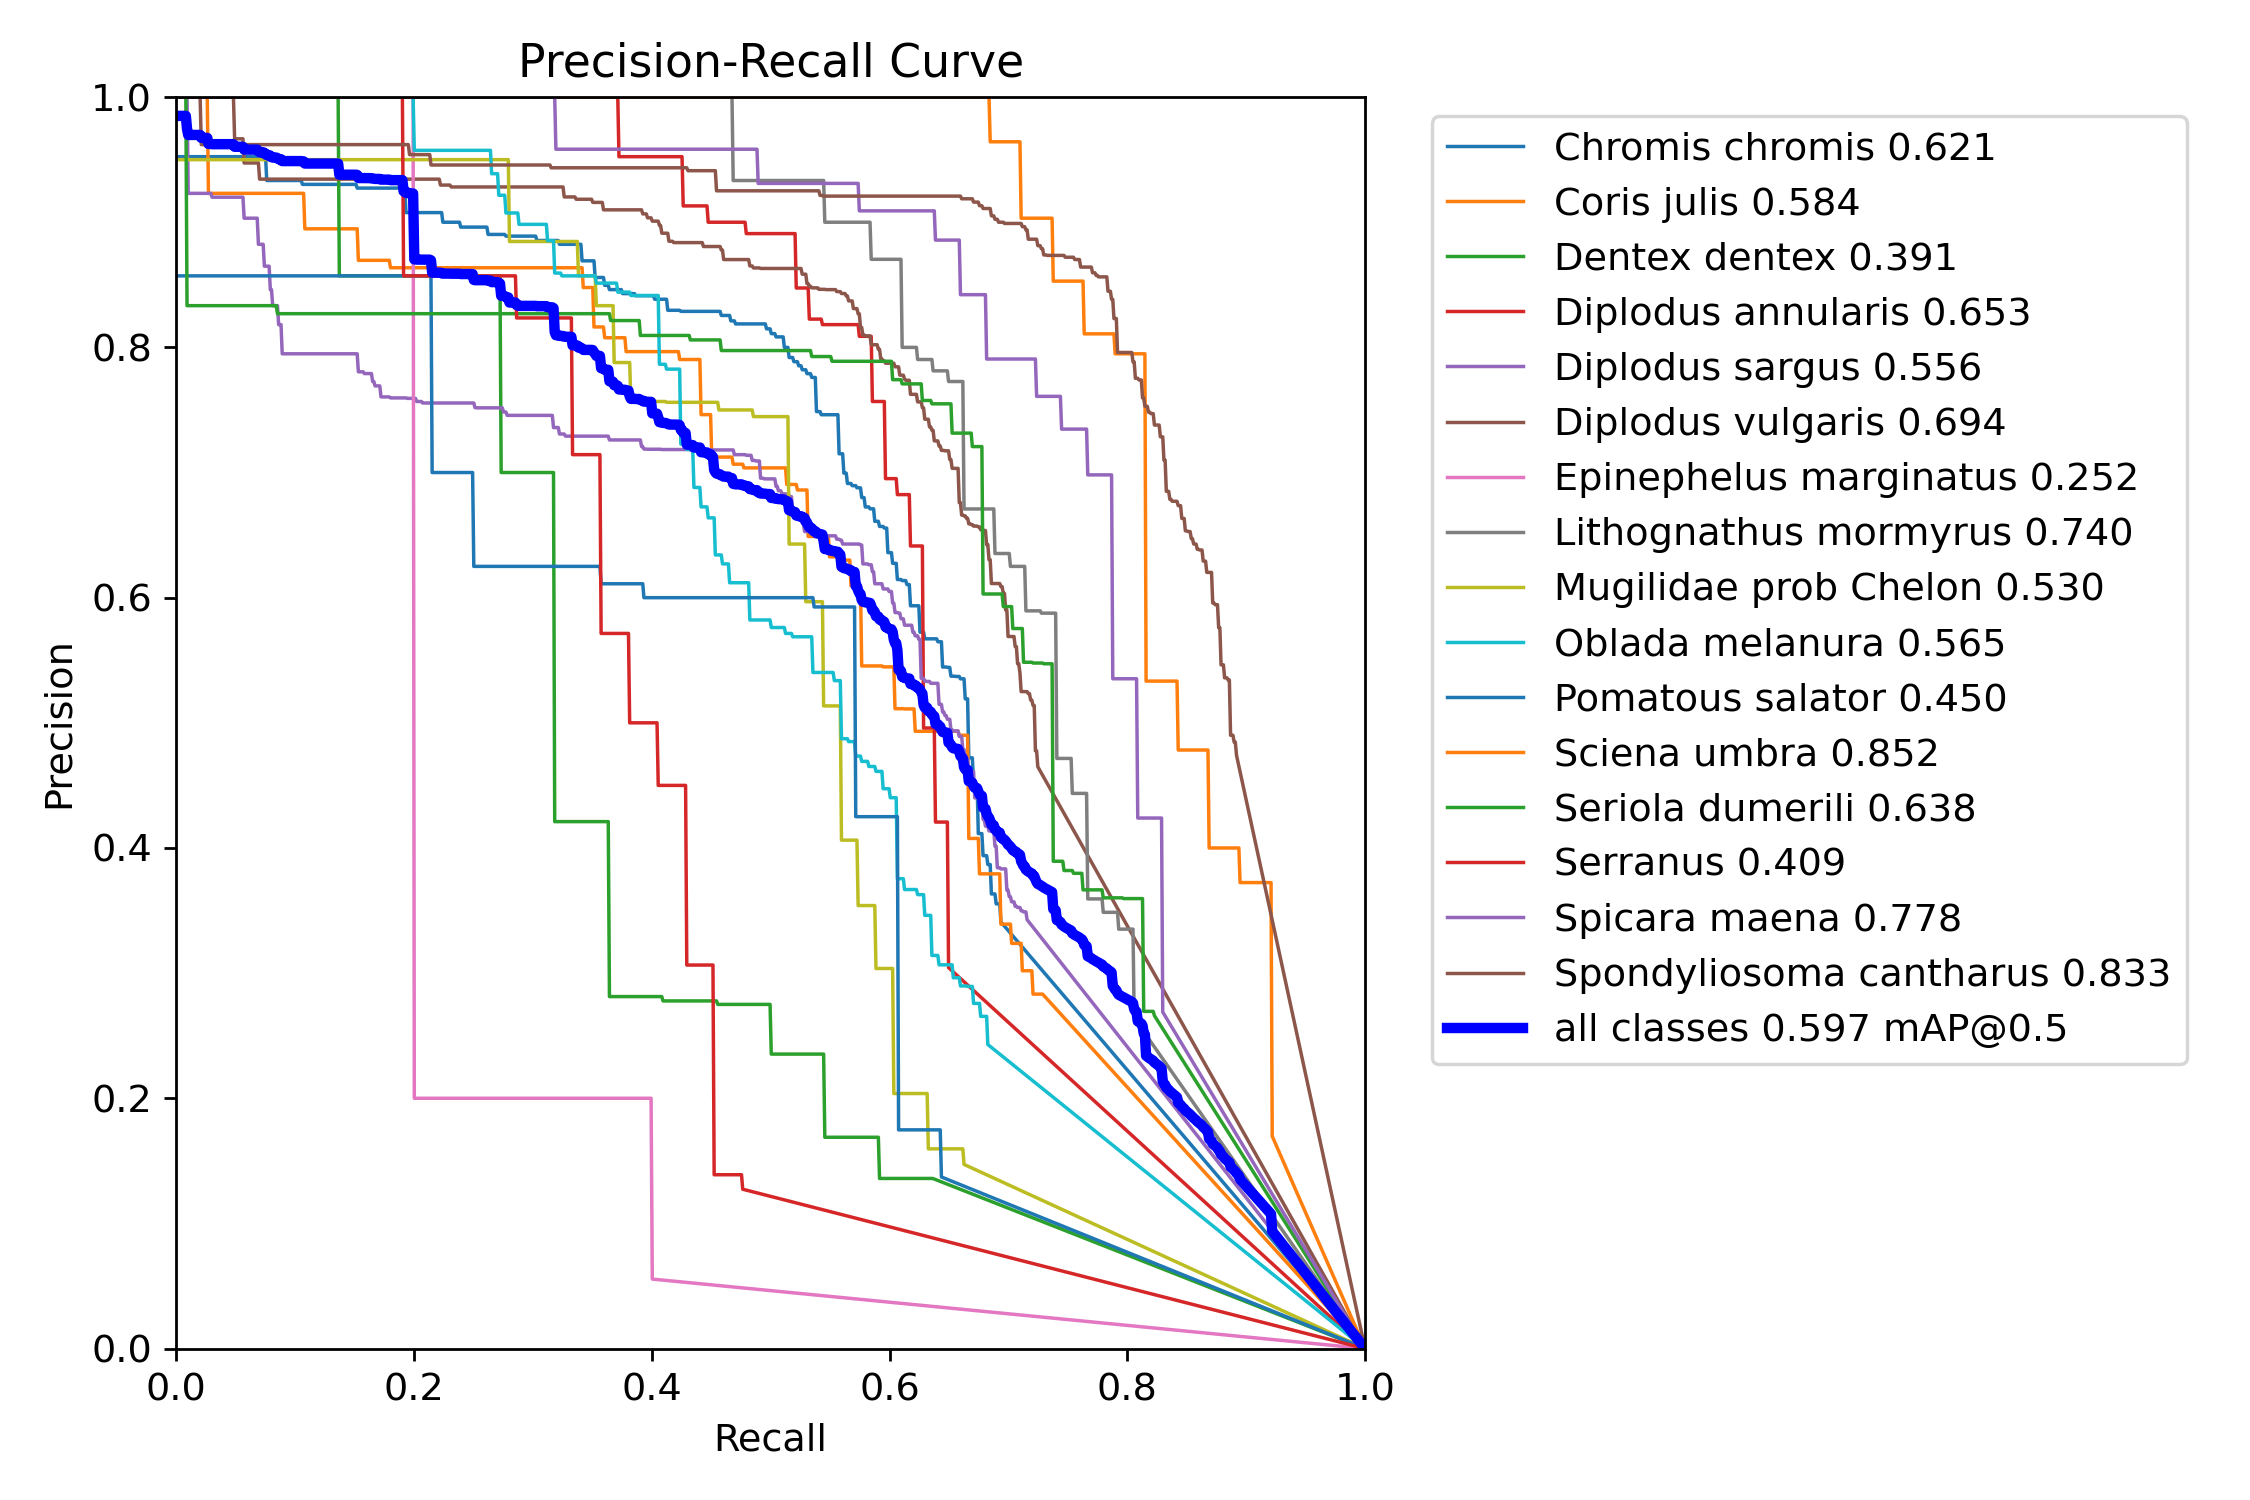 Precision-Recall Curve
1.0
0.8
0.6
0.4
0.2
0.0
Precision
0.0 0.2 0.4 0.6 0.8 1.0
Recall
Chromis chromis 0.621
Coris julis 0.584
Dentex dentex 0.391
Diplodus annularis 0.653
Diplodus sargus 0.556
Diplodus vulgaris 0.694
Epinephelus marginatus 0.252
Lithognathus mormyrus 0.740
Mugilidae prob Chelon 0.530
Oblada melanura 0.565
Pomatous salator 0.450
Sciena umbra 0.852
Seriola dumerili 0.638
Serranus 0.409
Spicara maena 0.778
Spondyliosoma cantharus 0.833
all classes 0.597 mAP@0.5